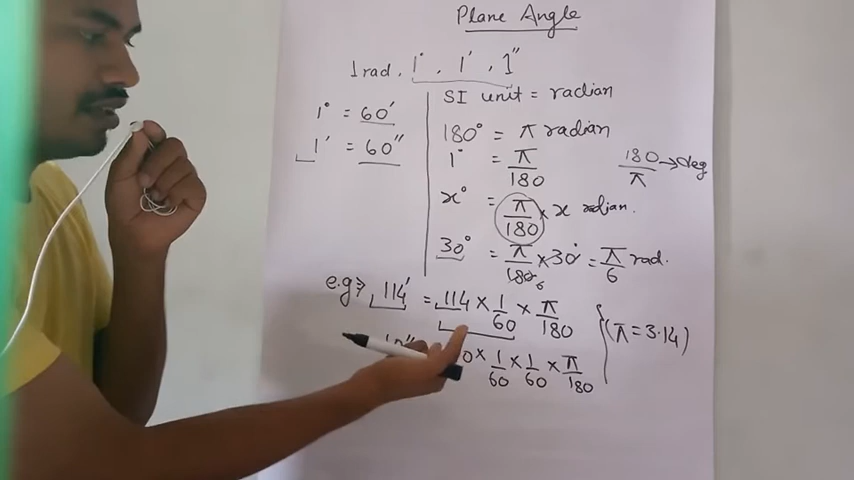 Plane Angle
1 rad, 1°, 1', 1"
1° = 60'
1' = 60"
SI unit = radian
180° = π radian
1° = π/180
180/π → deg
x° = π/180 × x radian.
30° = π/180 6 × 30° = π/6 rad.
e.g⇒ 114' = 114 × 1/60 × π/180
(π = 3.14)
0 × 1/60 × 1/60 × π/180